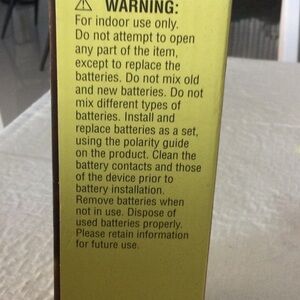 ⚠ WARNING:
For indoor use only.
Do not attempt to open
any part of the item,
except to replace the
batteries. Do not mix old
and new batteries. Do not
mix different types of
batteries. Install and
replace batteries as a set,
using the polarity guide
on the product. Clean the
battery contacts and those
of the device prior to
battery installation.
Remove batteries when
not in use. Dispose of
used batteries properly.
Please retain information
for future use.